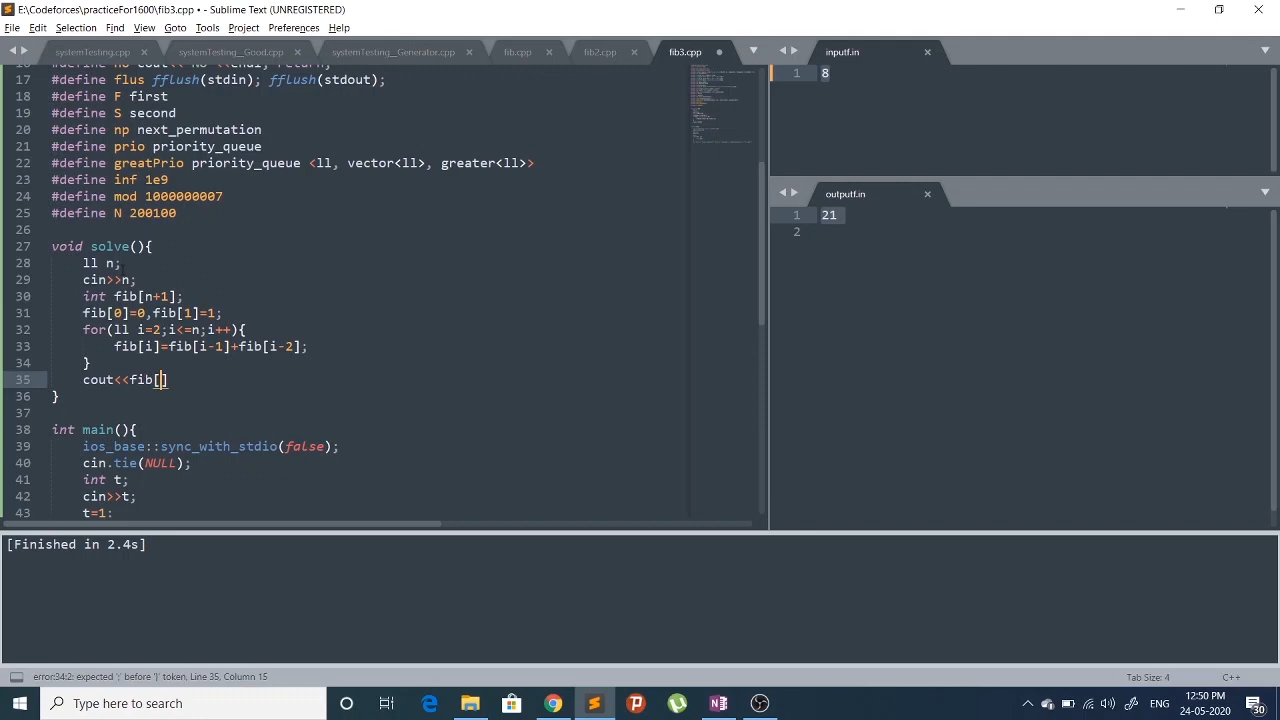 E:\Codeforces\practiceFor1600\fib3.cpp • - Sublime Text (UNREGISTERED)
File Edit Selection Find View Goto Tools Project Preferences Help
systemTesting.cpp systemTesting__Good.cpp systemTesting__Generator.cpp fib.cpp fib2.cpp fib3.cpp
17 #define flus fflush(stdin); fflush(stdout);
18 #define F first
19 #define S second
20 #define np next_permutation
21 #define prio priority_queue
22 #define greatPrio priority_queue <ll, vector<ll>, greater<ll>>
23 #define inf 1e9
24 #define mod 1000000007
25 #define N 200100
26
27 void solve(){
28 ll n;
29 cin>>n;
30 int fib[n+1];
31 fib[0]=0,fib[1]=1;
32 for(ll i=2;i<=n;i++){
33 fib[i]=fib[i-1]+fib[i-2];
34 }
35 cout<<fib[]
36 }
37
38 int main(){
39 ios_base::sync_with_stdio(false);
40 cin.tie(NULL);
41 int t;
42 cin>>t;
43 t=1;
inputf.in
1 8
outputf.in
1 21
2
[Finished in 2.4s]
error:34:2: expected ';' before '}' token, Line 35, Column 15
Tab Size: 4
C++
Type here to search
ENG
12:50 PM
24-05-2020
30